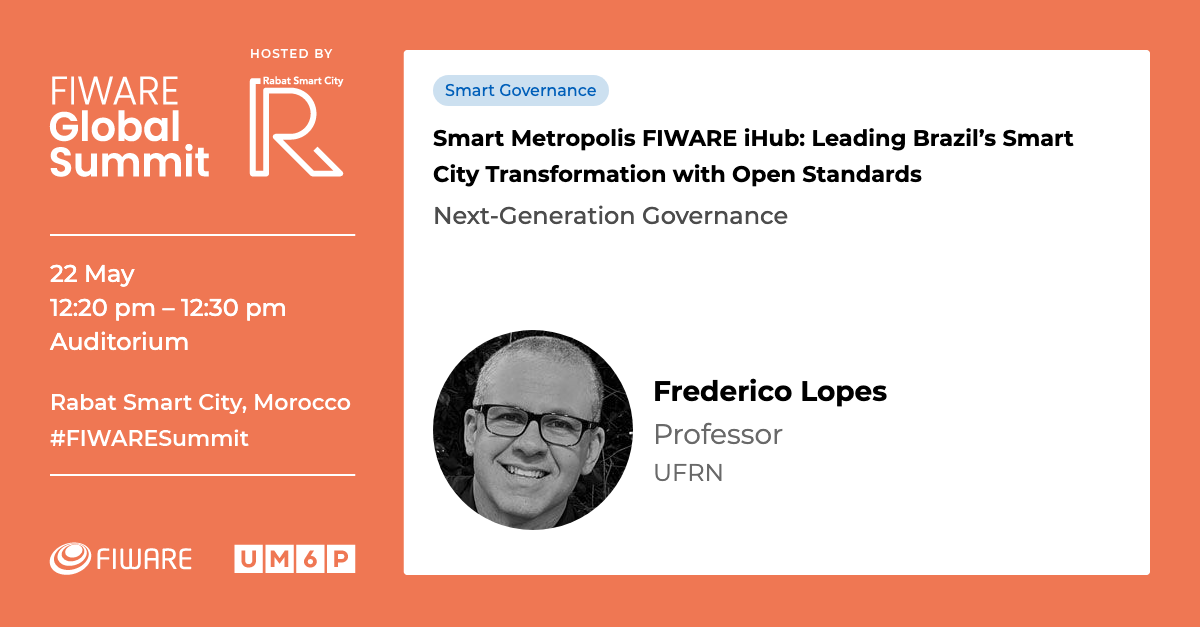 FIWARE
Global
Summit
HOSTED BY
Rabat Smart City
R
22 May
12:20 pm – 12:30 pm
Auditorium
Rabat Smart City, Morocco
#FIWARESummit
FIWARE
UM6P
Smart Governance
Smart Metropolis FIWARE iHub: Leading Brazil’s Smart
City Transformation with Open Standards
Next-Generation Governance
Frederico Lopes
Professor
UFRN